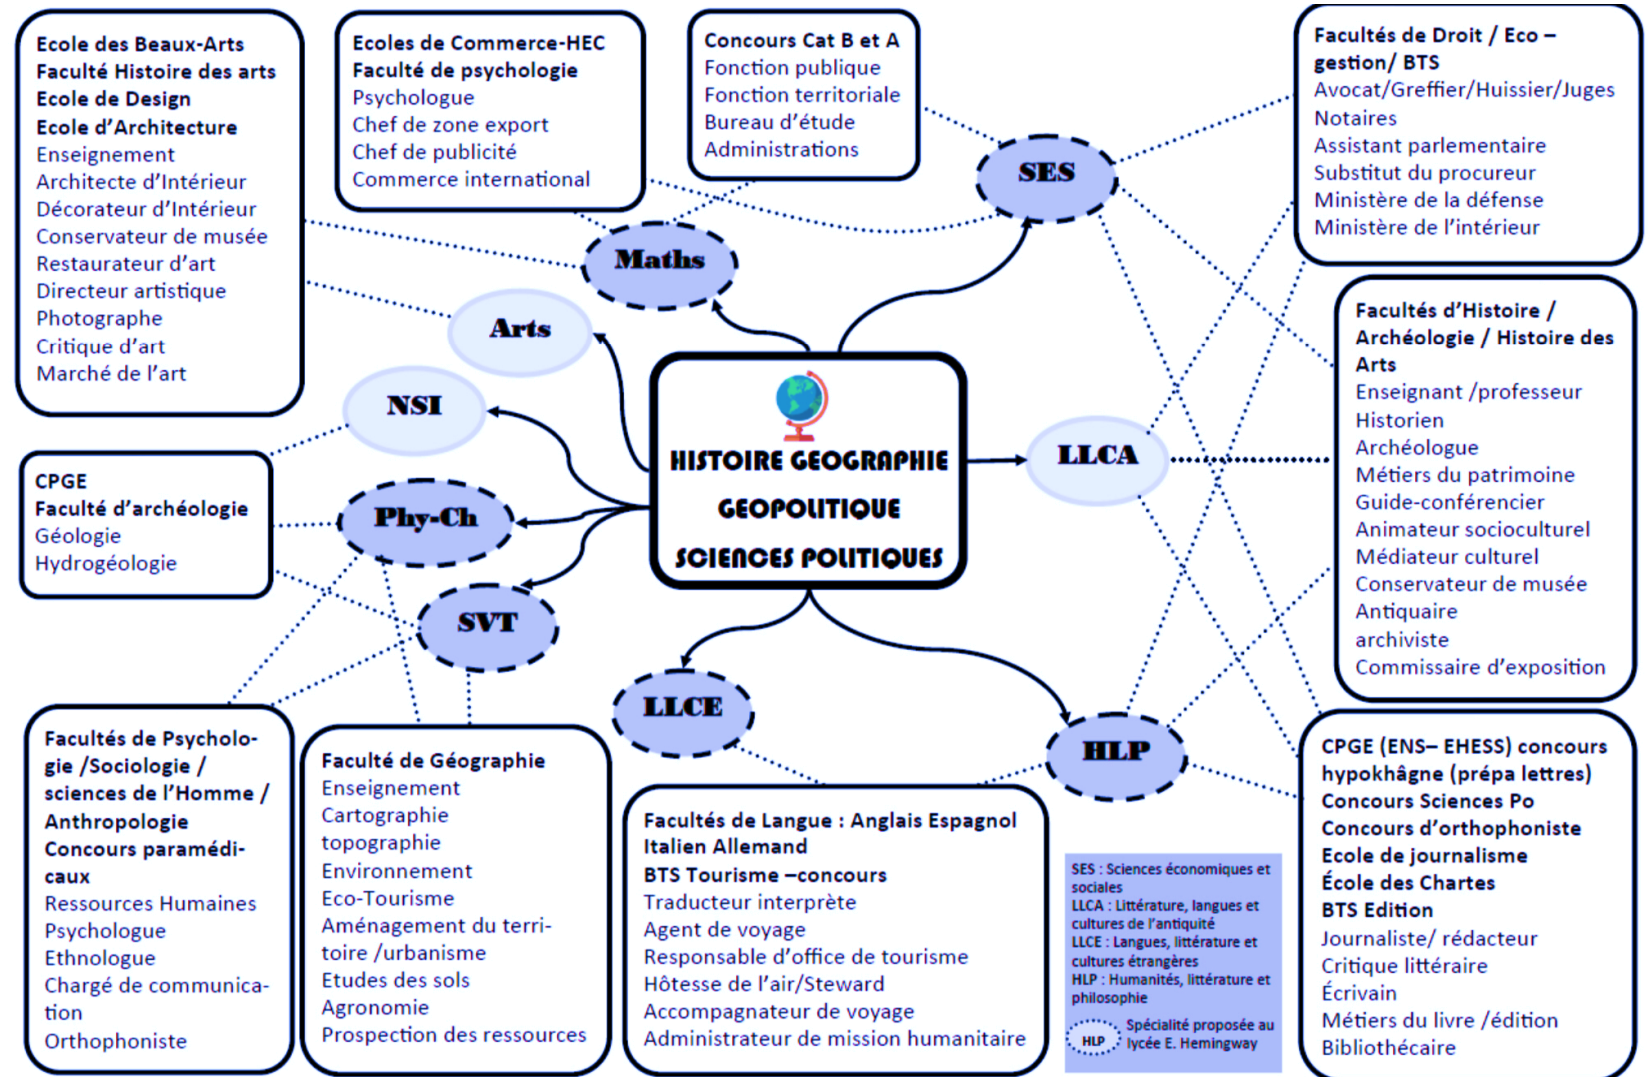 Ecole des Beaux-Arts
Faculté Histoire des arts
Ecole de Design
Ecole d’Architecture
Enseignement
Architecte d’Intérieur
Décorateur d’Intérieur
Conservateur de musée
Restaurateur d’art
Directeur artistique
Photographe
Critique d’art
Marché de l’art
Ecoles de Commerce-HEC
Faculté de psychologie
Psychologue
Chef de zone export
Chef de publicité
Commerce international
Concours Cat B et A
Fonction publique
Fonction territoriale
Bureau d’étude
Administrations
Facultés de Droit / Eco –
gestion/ BTS
Avocat/Greffier/Huissier/Juges
Notaires
Assistant parlementaire
Substitut du procureur
Ministère de la défense
Ministère de l’intérieur
SES
Maths
Arts
NSI
Phy-Ch
SVT
LLCE
HLP
LLCA
HISTOIRE GEOGRAPHIE
GEOPOLITIQUE
SCIENCES POLITIQUES
CPGE
Faculté d’archéologie
Géologie
Hydrogéologie
Facultés d’Histoire /
Archéologie / Histoire des
Arts
Enseignant /professeur
Historien
Archéologue
Métiers du patrimoine
Guide-conférencier
Animateur socioculturel
Médiateur culturel
Conservateur de musée
Antiquaire
archiviste
Commissaire d’exposition
Facultés de Psycholo-
gie /Sociologie /
sciences de l’Homme /
Anthropologie
Concours paramédi-
caux
Ressources Humaines
Psychologue
Ethnologue
Chargé de communica-
tion
Orthophoniste
Faculté de Géographie
Enseignement
Cartographie
topographie
Environnement
Eco-Tourisme
Aménagement du terri-
toire /urbanisme
Etudes des sols
Agronomie
Prospection des ressources
Facultés de Langue : Anglais Espagnol
Italien Allemand
BTS Tourisme –concours
Traducteur interprète
Agent de voyage
Responsable d’office de tourisme
Hôtesse de l’air/Steward
Accompagnateur de voyage
Administrateur de mission humanitaire
SES : Sciences économiques et
sociales
LLCA : Littérature, langues et
cultures de l’antiquité
LLCE : Langues, littérature et
cultures étrangères
HLP : Humanités, littérature et
philosophie
HLP
Spécialité proposée au
lycée E. Hemingway
CPGE (ENS– EHESS) concours
hypokhâgne (prépa lettres)
Concours Sciences Po
Concours d’orthophoniste
Ecole de journalisme
École des Chartes
BTS Edition
Journaliste/ rédacteur
Critique littéraire
Écrivain
Métiers du livre /édition
Bibliothécaire